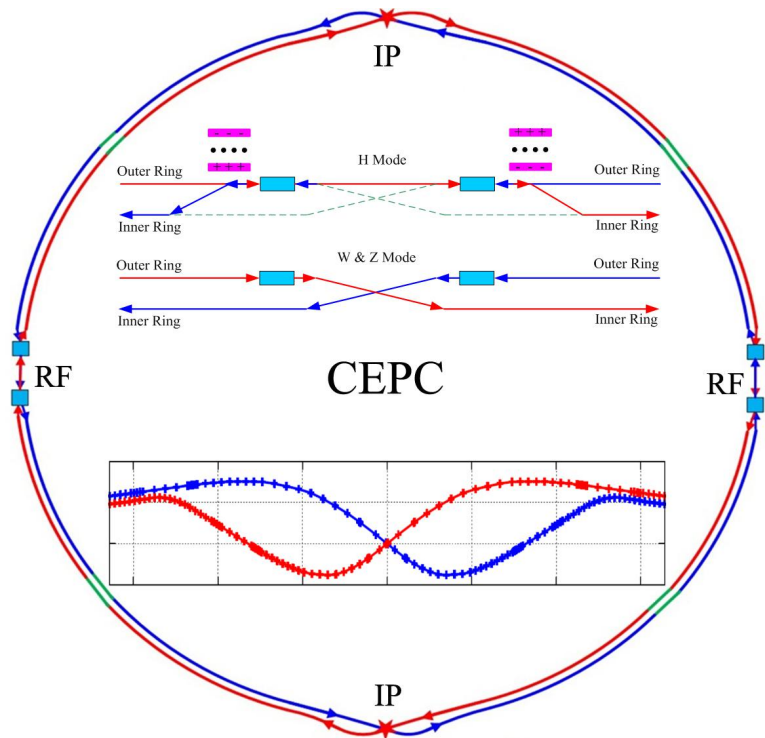 IP
- - -
+ + +
H Mode
+ + +
- - -
Outer Ring
Outer Ring
Inner Ring
Inner Ring
W & Z Mode
Outer Ring
Outer Ring
Inner Ring
Inner Ring
RF
CEPC
RF
IP